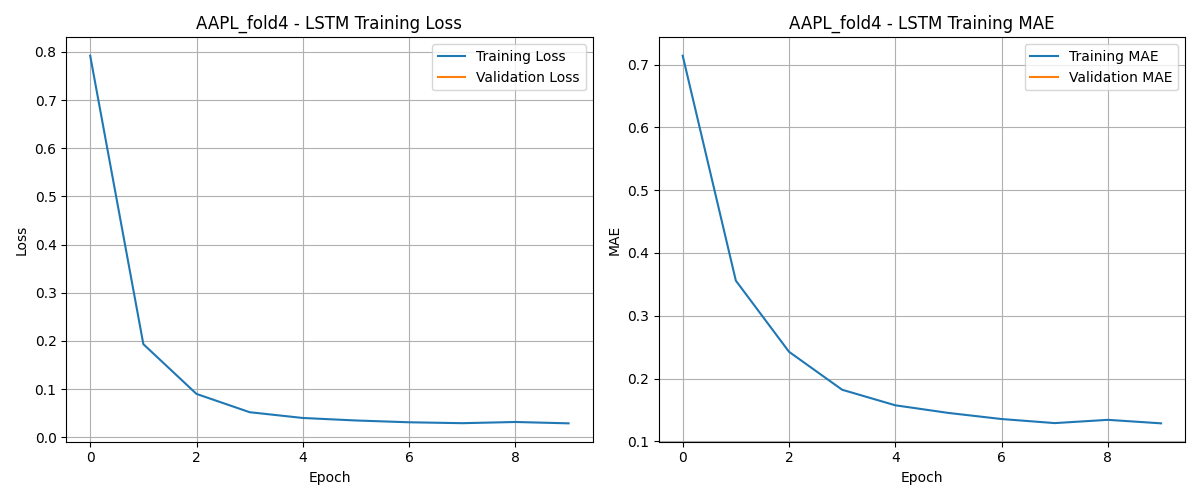 AAPL_fold4 - LSTM Training Loss
Training Loss
Validation Loss
0.8
0.7
0.6
0.5
0.4
0.3
0.2
0.1
0.0
Loss
0
2
4
6
8
Epoch
AAPL_fold4 - LSTM Training MAE
Training MAE
Validation MAE
0.7
0.6
0.5
0.4
0.3
0.2
0.1
MAE
0
2
4
6
8
Epoch